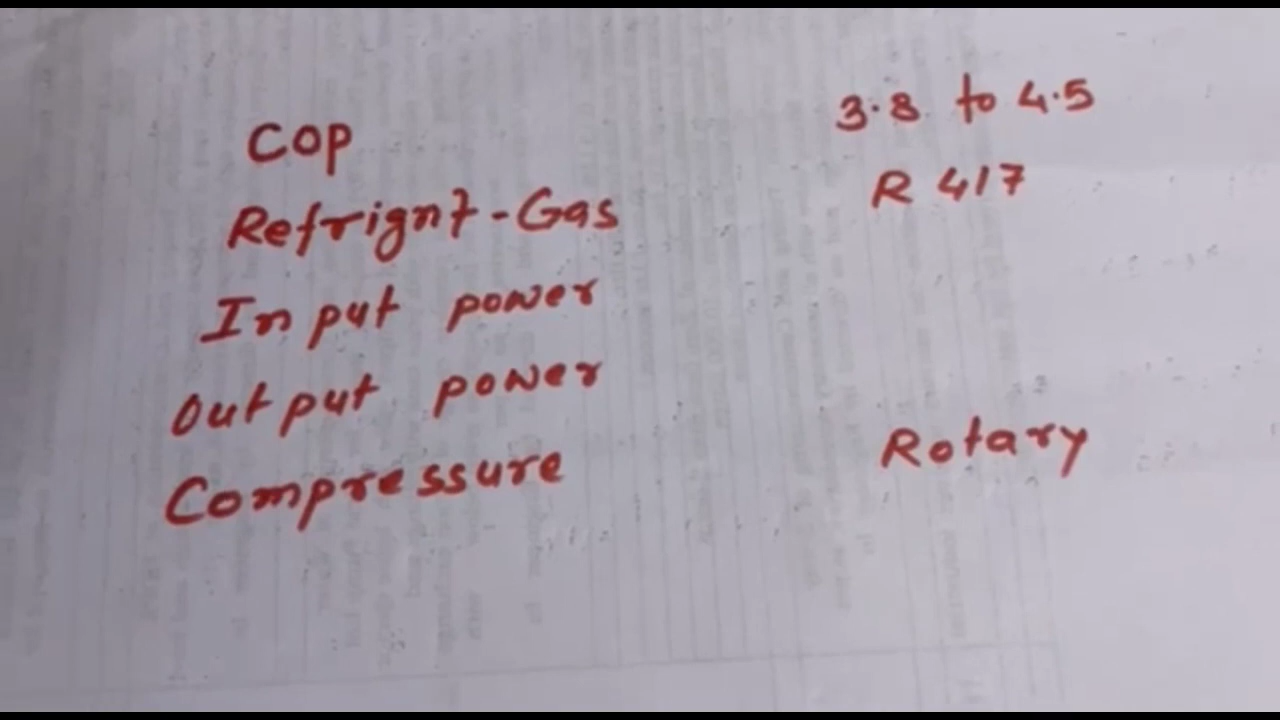 COP 3.8 to 4.5
Refrignt-Gas R 417
Input power
Output power
Compressure Rotary